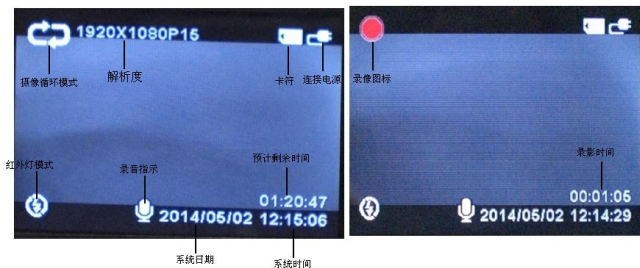 1920X1080P15
摄像循环模式
解析度
卡符
连接电源
录像图标
红外灯模式
录音指示
预计剩余时间
01:20:47
2014/05/02 12:15:06
系统日期
系统时间
录影时间
00:01:05
2014/05/02 12:14:29